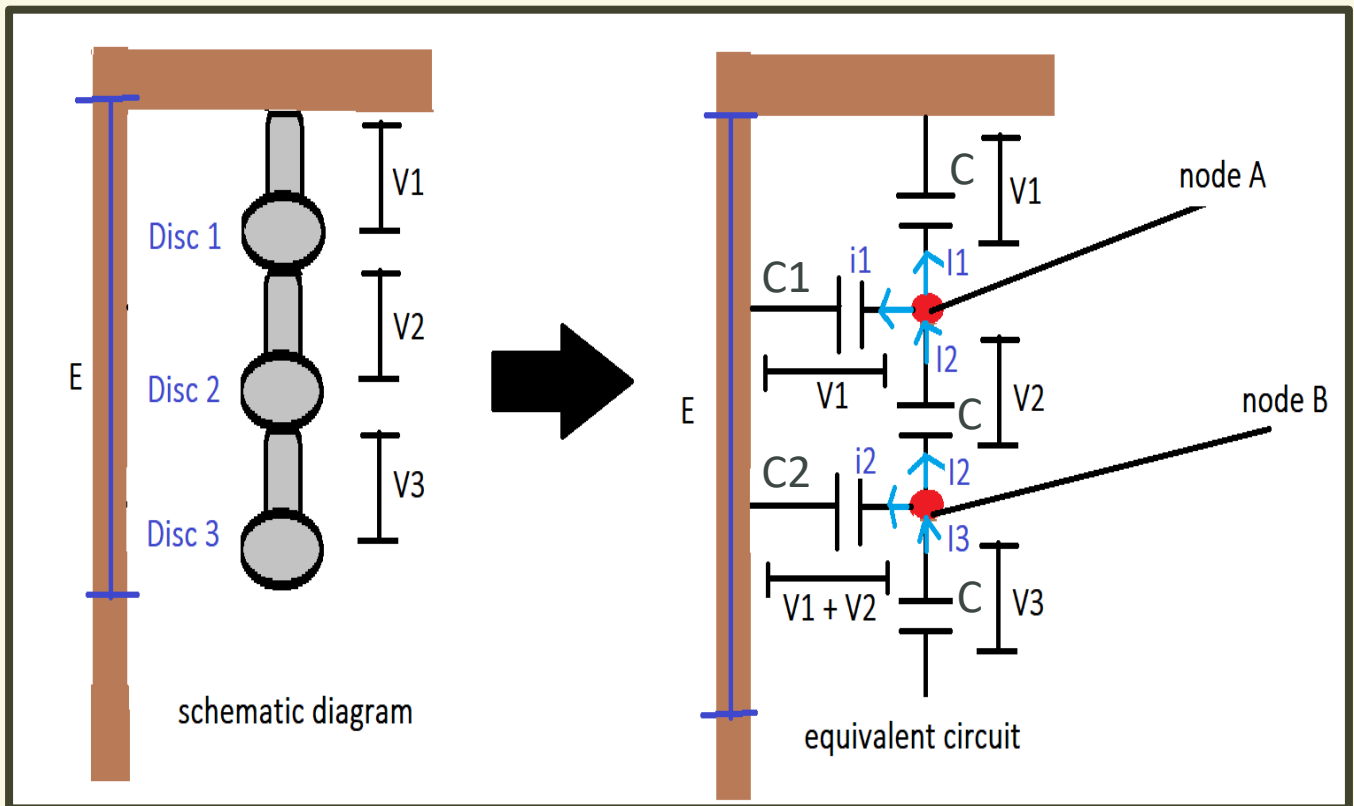 V1
Disc 1
V2
E
Disc 2
V3
Disc 3
schematic diagram
C
V1
node A
C1
i1
I1
I2
V1
V2
E
node B
C
C2
i2
I2
I3
V1 + V2
C
V3
equivalent circuit